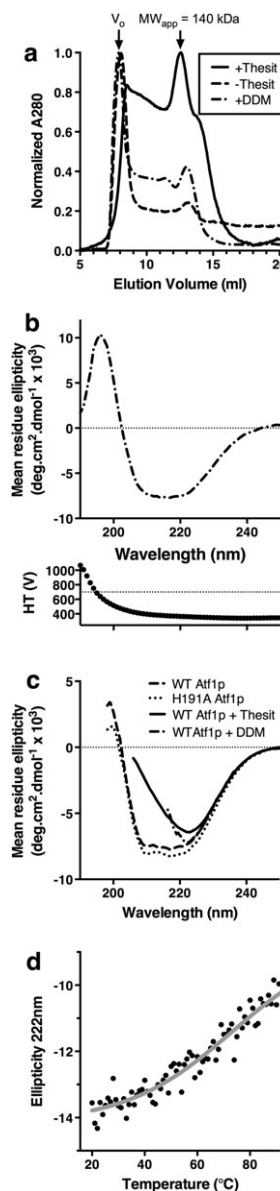 a
Vo
MWapp = 140 kDa
Normalized A280
1.0
0.8
0.6
0.4
0.2
0.0
+Thesit
-Thesit
+DDM
5
10
15
20
Elution Volume (ml)
b
Mean residue ellipticity
(deg.cm2.dmol-1 x 103)
10
5
0
-5
-10
200
220
240
Wavelength (nm)
HT (V)
1000
800
600
400
c
WT Atf1p
H191A Atf1p
WT Atf1p + Thesit
WTAtf1p + DDM
Mean residue ellipticity
(deg.cm2.dmol-1 x 103)
5
0
-5
-10
200
220
240
Wavelength (nm)
d
Ellipticity 222nm
-10
-12
-13
-14
20
40
60
80
Temperature (°C)